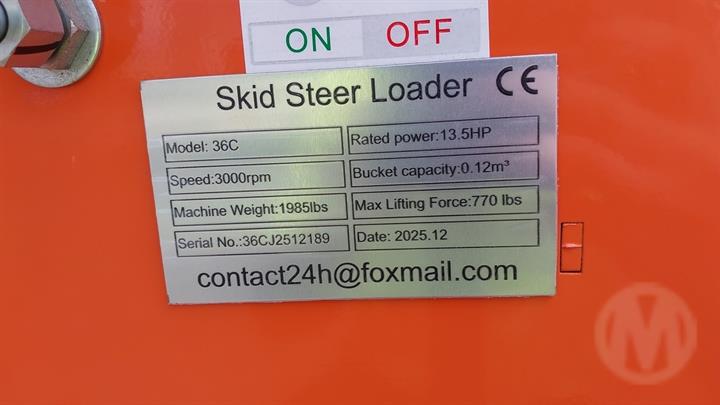 ON OFF
Skid Steer Loader CE
Model: 36C
Rated power:13.5HP
Speed:3000rpm
Bucket capacity:0.12m³
Machine Weight:1985lbs
Max Lifting Force:770 lbs
Serial No.:36CJ2512189
Date: 2025.12
contact24h@foxmail.com
M